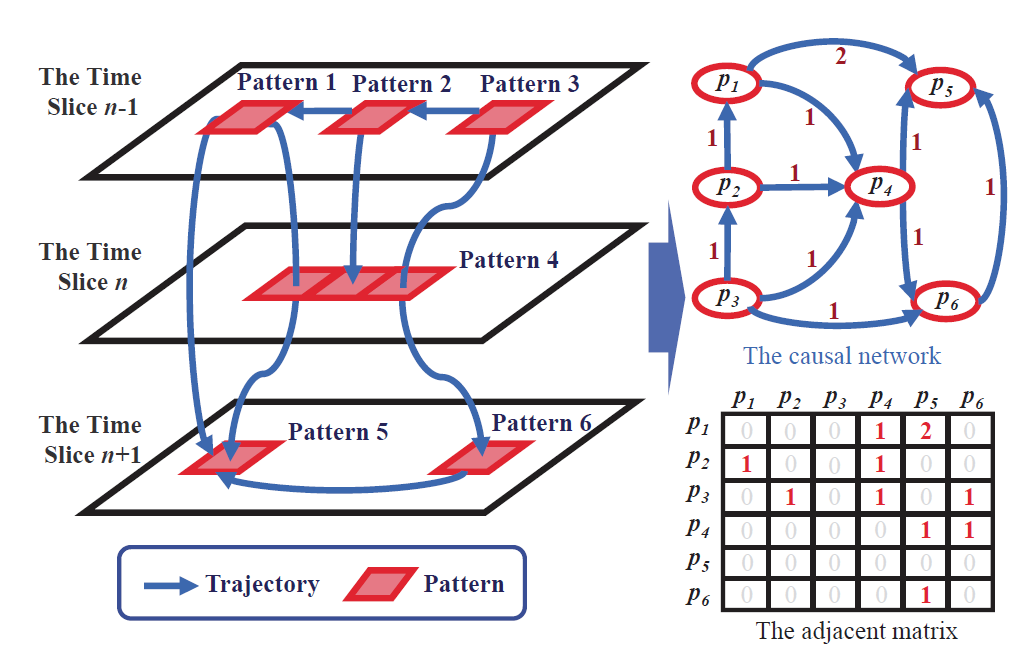 The Time
Slice n-1
Pattern 1
Pattern 2
Pattern 3
The Time
Slice n
Pattern 4
The Time
Slice n+1
Pattern 5
Pattern 6
Trajectory
Pattern
p1
2
p5
1
1
1
p2
1
p4
1
1
1
1
p3
1
p6
The causal network
p1 p2 p3 p4 p5 p6
p1 0 0 0 1 2 0
p2 1 0 0 1 0 0
p3 0 1 0 1 0 1
p4 0 0 0 0 1 1
p5 0 0 0 0 0 0
p6 0 0 0 0 1 0
The adjacent matrix